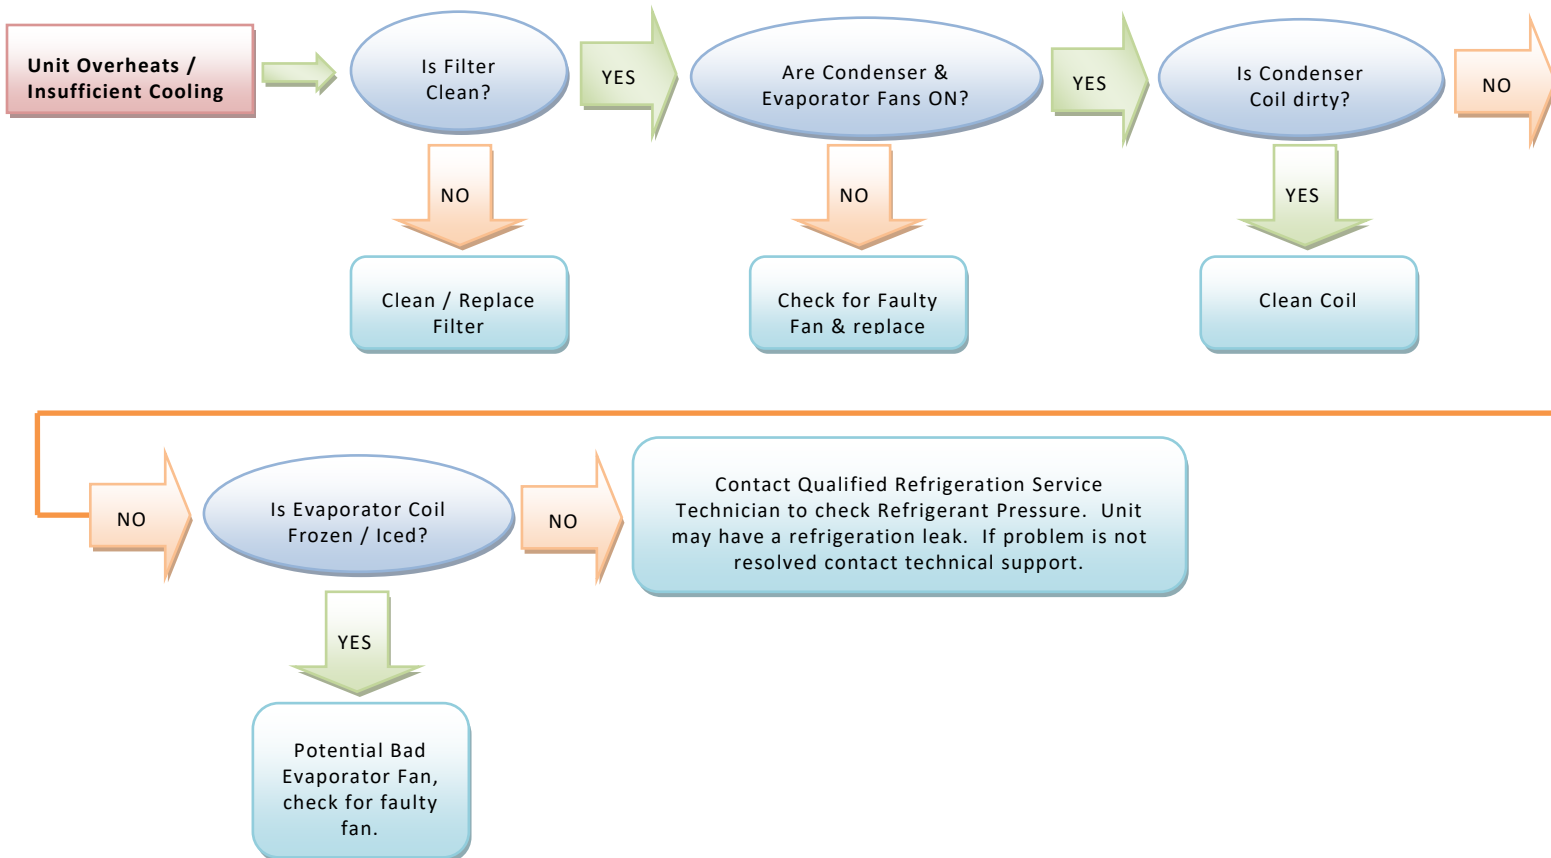 Unit Overheats /
Insufficient Cooling
Is Filter
Clean?
YES
Are Condenser &
Evaporator Fans ON?
YES
Is Condenser
Coil dirty?
NO
NO
NO
YES
Clean / Replace
Filter
Check for Faulty
Fan & replace
Clean Coil
NO
Is Evaporator Coil
Frozen / Iced?
NO
Contact Qualified Refrigeration Service
Technician to check Refrigerant Pressure.  Unit
may have a refrigeration leak.  If problem is not
resolved contact technical support.
YES
Potential Bad
Evaporator Fan,
check for faulty
fan.